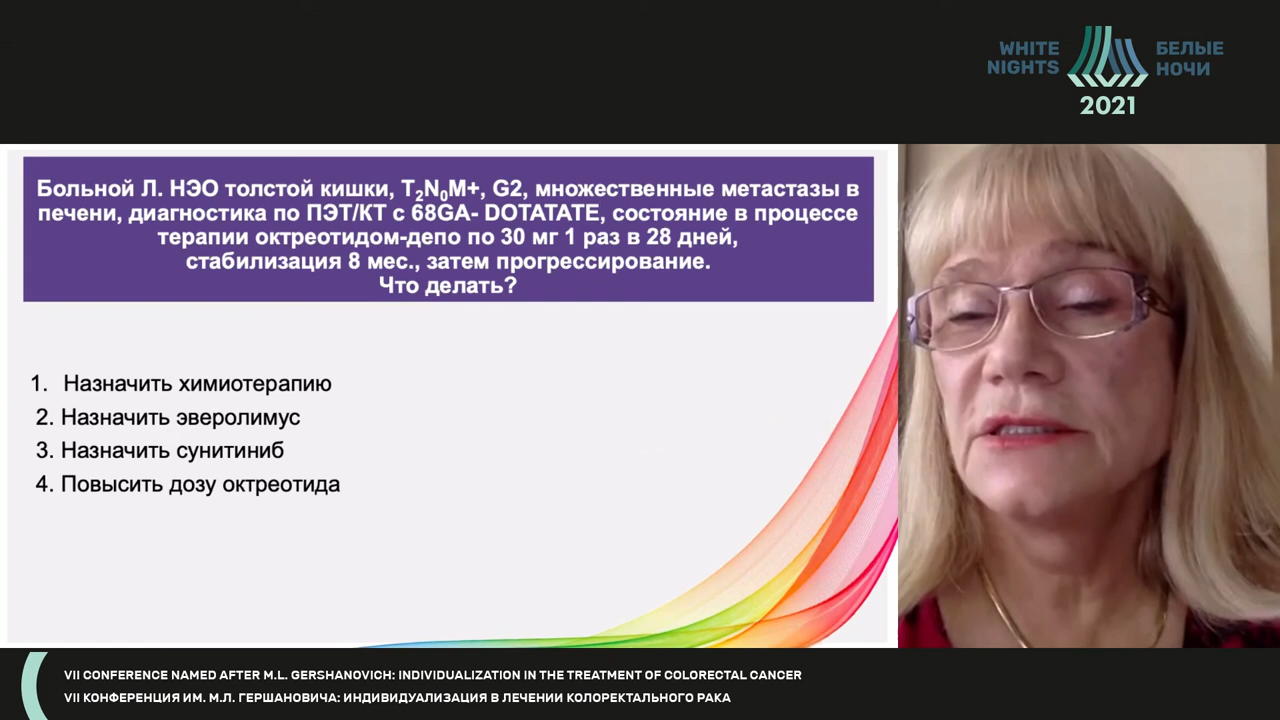 WHITE
NIGHTS
БЕЛЫЕ
НОЧИ
2021
Больной Л. НЭО толстой кишки, T2N0M+, G2, множественные метастазы в
печени, диагностика по ПЭТ/КТ с 68GA- DOTATATE, состояние в процессе
терапии октреотидом-депо по 30 мг 1 раз в 28 дней,
стабилизация 8 мес., затем прогрессирование.
Что делать?
1. Назначить химиотерапию
2. Назначить эверолимус
3. Назначить сунитиниб
4. Повысить дозу октреотида
VII CONFERENCE NAMED AFTER M.L. GERSHANOVICH: INDIVIDUALIZATION IN THE TREATMENT OF COLORECTAL CANCER
VII КОНФЕРЕНЦИЯ ИМ. М.Л. ГЕРШАНОВИЧА: ИНДИВИДУАЛИЗАЦИЯ В ЛЕЧЕНИИ КОЛОРЕКТАЛЬНОГО РАКА